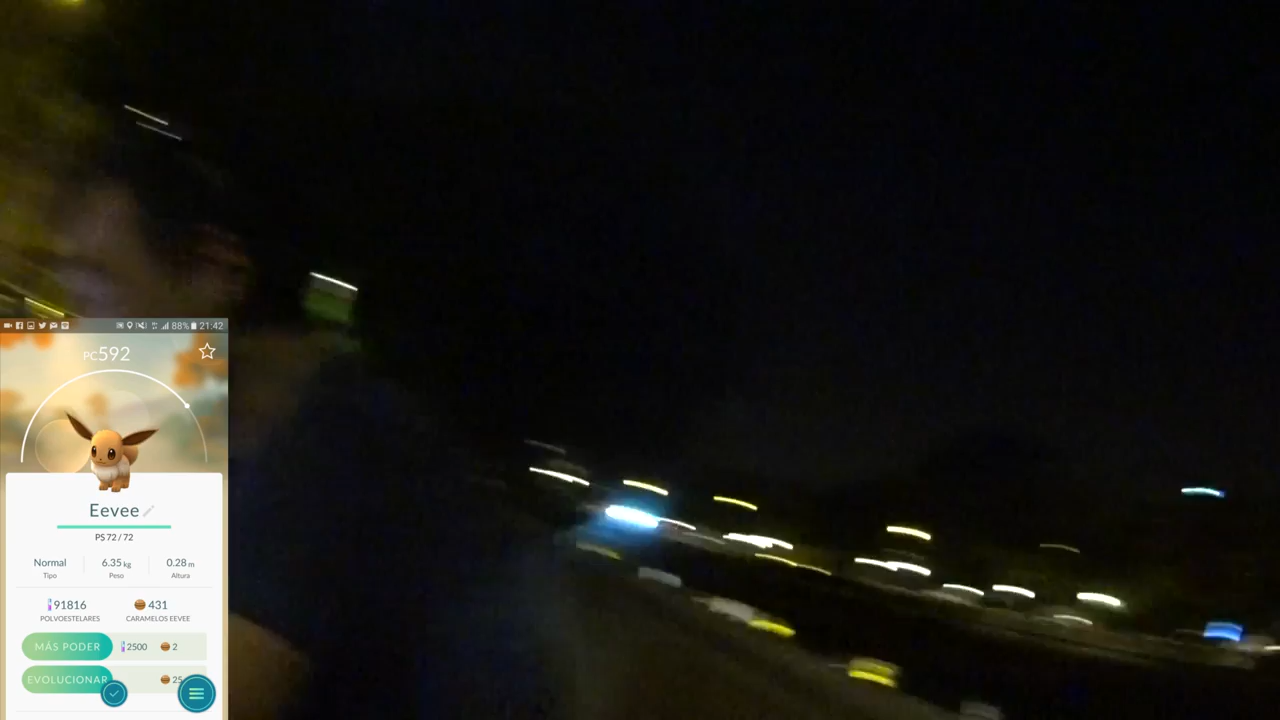 88% 21:42
PC592
Eevee
PS 72 / 72
Normal 6.35 kg 0.28 m
Tipo Peso Altura
91816 431
POLVOESTELARES CARAMELOS EEVEE
MÁS PODER 2500 2
EVOLUCIONAR 25